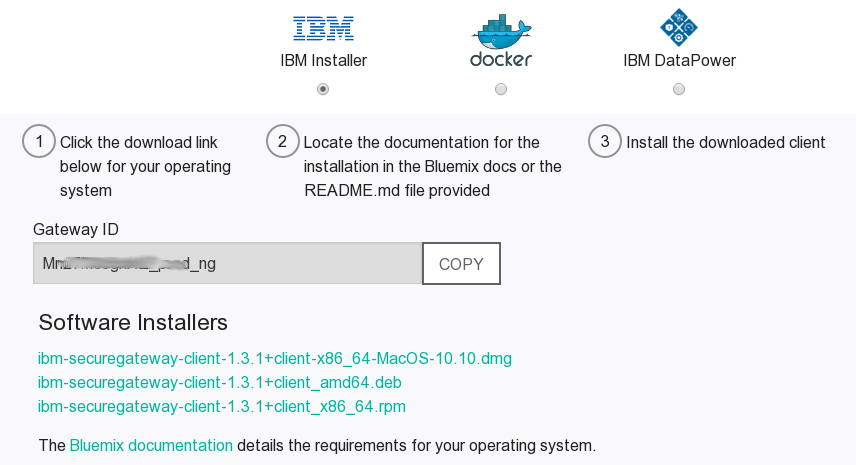 IBM
docker
IBM Installer
IBM DataPower
1 Click the download link
below for your operating
system
2 Locate the documentation for the
installation in the Bluemix docs or the
README.md file provided
3 Install the downloaded client
Gateway ID
COPY
Software Installers
ibm-securegateway-client-1.3.1+client-x86_64-MacOS-10.10.dmg
ibm-securegateway-client-1.3.1+client_amd64.deb
ibm-securegateway-client-1.3.1+client_x86_64.rpm
The Bluemix documentation details the requirements for your operating system.